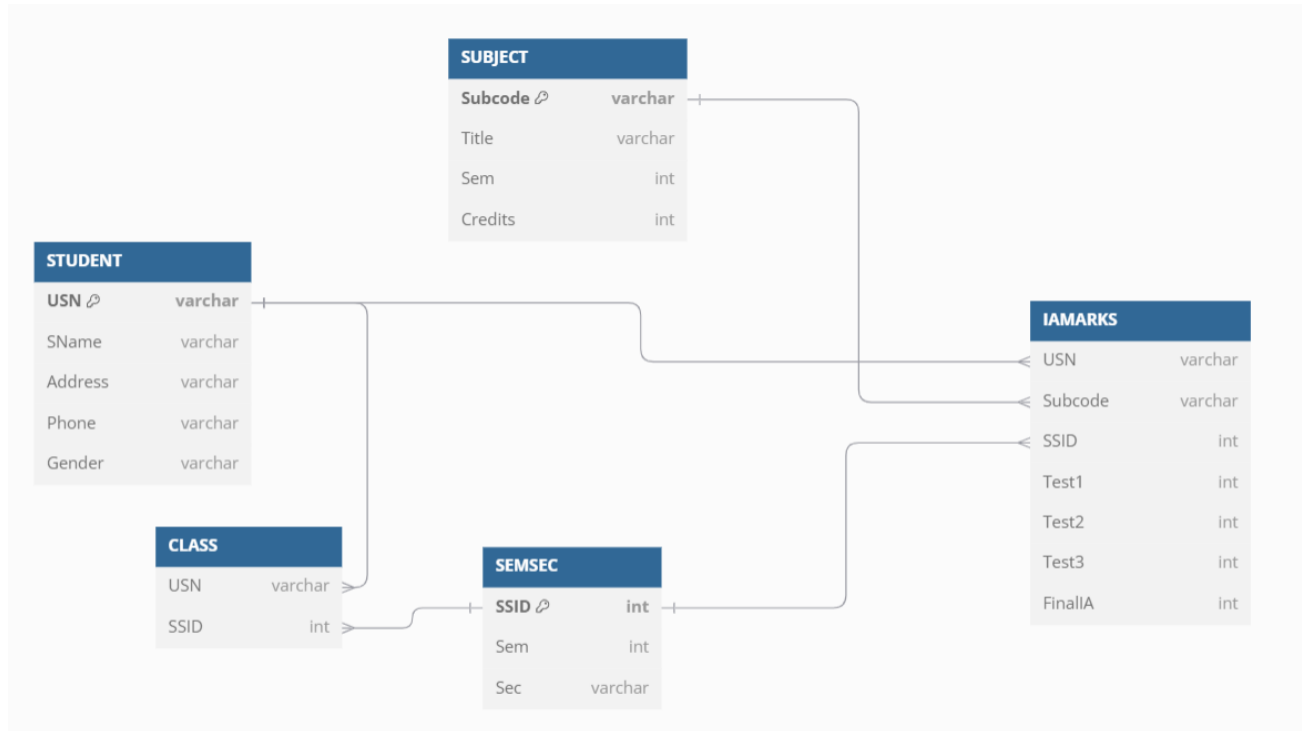 SUBJECT
Subcode varchar
Title varchar
Sem int
Credits int
STUDENT
USN varchar
SName varchar
Address varchar
Phone varchar
Gender varchar
IAMARKS
USN varchar
Subcode varchar
SSID int
Test1 int
Test2 int
Test3 int
FinalIA int
CLASS
USN varchar
SSID int
SEMSEC
SSID int
Sem int
Sec varchar